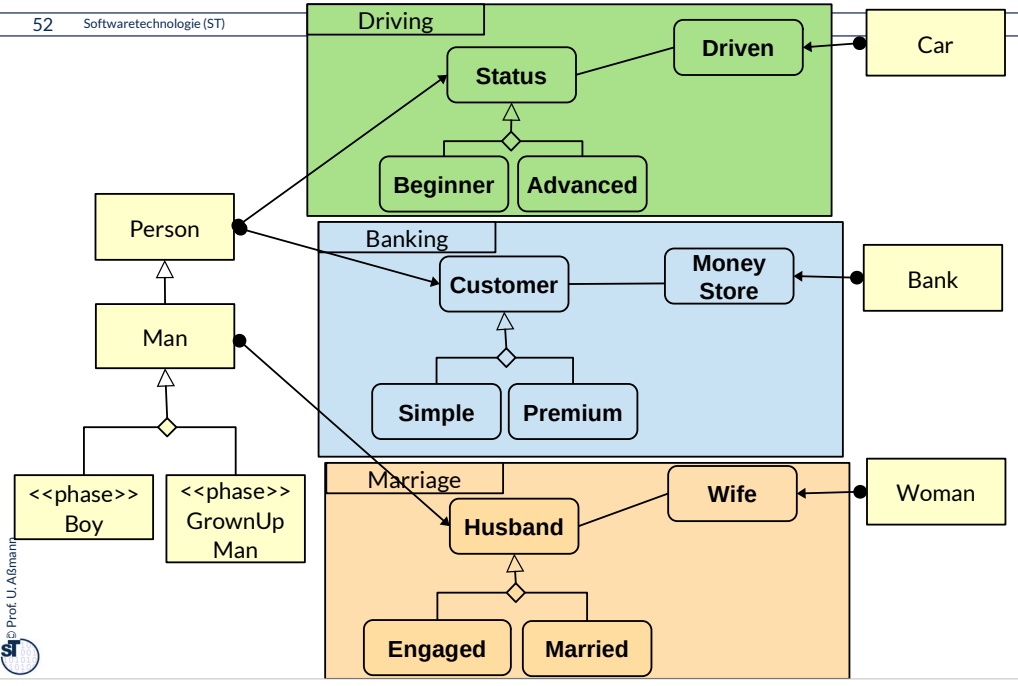 52 Softwaretechnologie (ST)
Driving
Status
Driven
Car
Beginner
Advanced
Person
Banking
Customer
Money
Store
Bank
Man
Simple
Premium
<<phase>>
Boy
<<phase>>
GrownUp
Man
Marriage
Husband
Wife
Woman
Engaged
Married
© Prof. U. Aßmann
ST